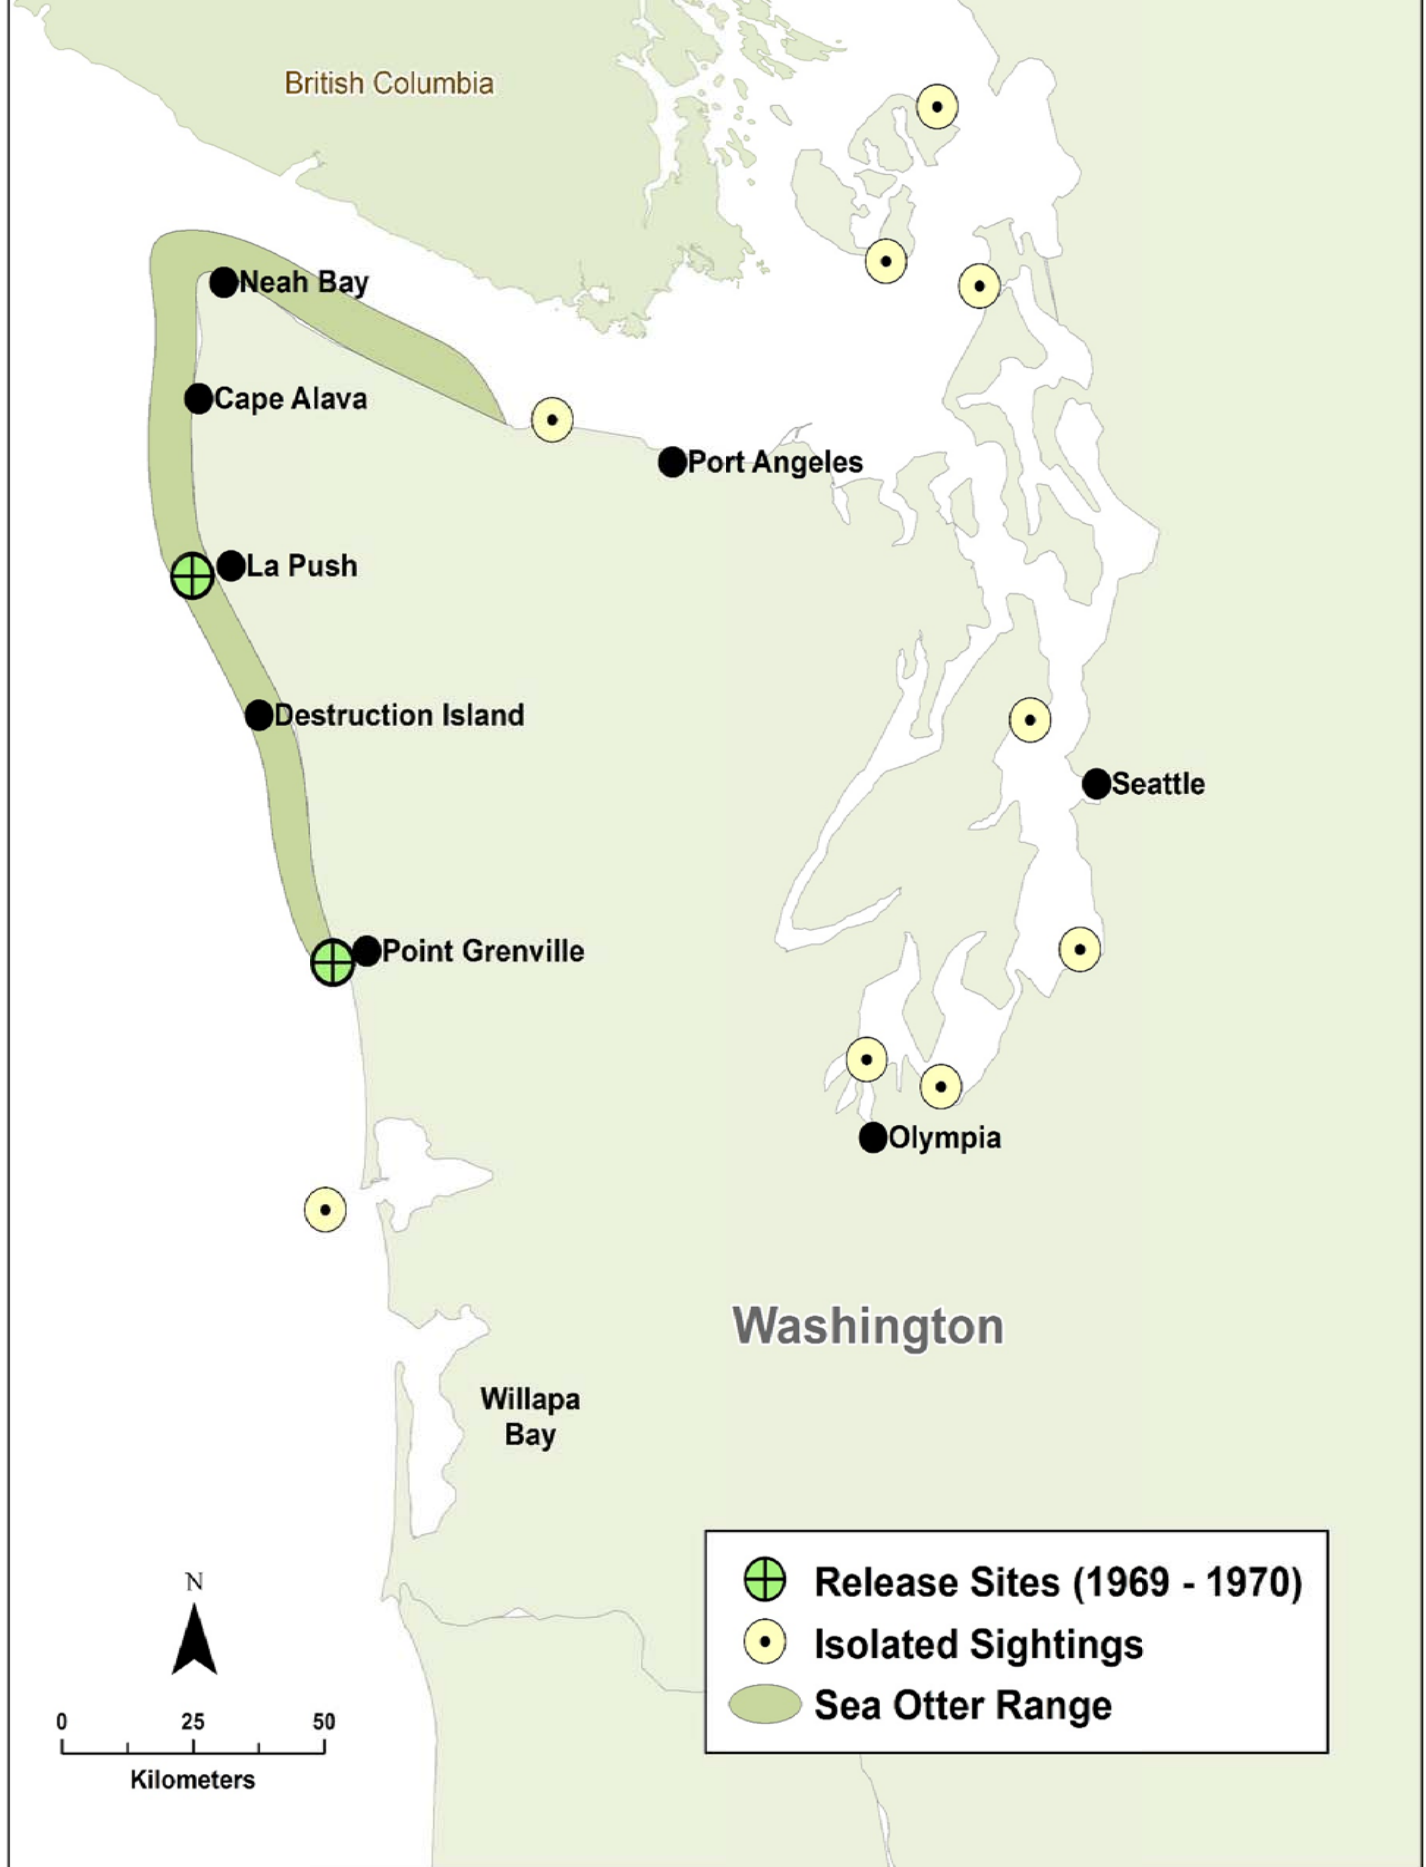 British Columbia
Neah Bay
Cape Alava
Port Angeles
La Push
Destruction Island
Seattle
Point Grenville
Olympia
Washington
Willapa
Bay
N
0 25 50
Kilometers
Release Sites (1969 - 1970)
Isolated Sightings
Sea Otter Range